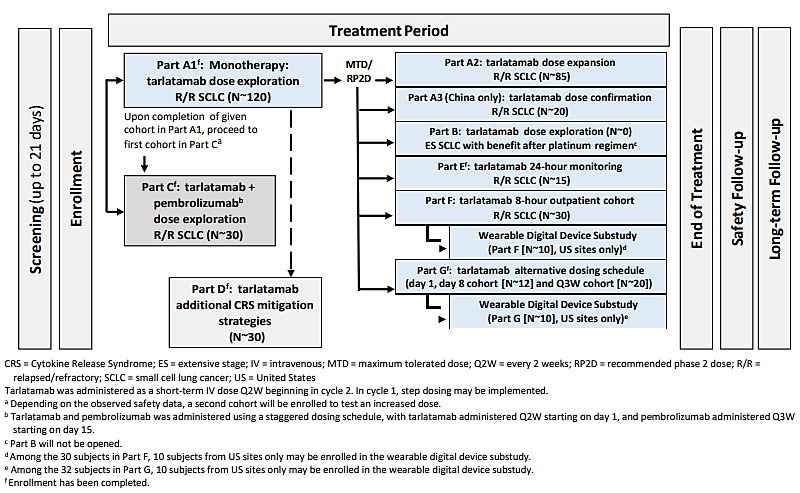 Treatment Period
Screening (up to 21 days)
Enrollment
Part A1f: Monotherapy:
tarlatamab dose exploration
R/R SCLC (N~120)
MTD/
RP2D
Upon completion of given
cohort in Part A1, proceed to
first cohort in Part Ca
Part Cf: tarlatamab +
pembrolizumabb
dose exploration
R/R SCLC (N~30)
Part Df: tarlatamab
additional CRS mitigation
strategies
(N~30)
Part A2: tarlatamab dose expansion
R/R SCLC (N~85)
Part A3 (China only): tarlatamab dose confirmation
R/R SCLC (N~20)
Part B: tarlatamab dose exploration (N~0)
ES SCLC with benefit after platinum regimenc
Part Ef: tarlatamab 24-hour monitoring
R/R SCLC (N~15)
Part F: tarlatamab 8-hour outpatient cohort
R/R SCLC (N~30)
Wearable Digital Device Substudy
(Part F [N~10], US sites only)d
Part Gf: tarlatamab alternative dosing schedule
(day 1, day 8 cohort [N~12] and Q3W cohort [N~20])
Wearable Digital Device Substudy
(Part G [N~10], US sites only)e
End of Treatment
Safety Follow-up
Long-term Follow-up
CRS = Cytokine Release Syndrome; ES = extensive stage; IV = intravenous; MTD = maximum tolerated dose; Q2W = every 2 weeks; RP2D = recommended phase 2 dose; R/R =
relapsed/refractory; SCLC = small cell lung cancer; US = United States
Tarlatamab was administered as a short-term IV dose Q2W beginning in cycle 2. In cycle 1, step dosing may be implemented.
a Depending on the observed safety data, a second cohort will be enrolled to test an increased dose.
b Tarlatamab and pembrolizumab was administered using a staggered dosing schedule, with tarlatamab administered Q2W starting on day 1, and pembrolizumab administered Q3W
starting on day 15.
c Part B will not be opened.
d Among the 30 subjects in Part F, 10 subjects from US sites only may be enrolled in the wearable digital device substudy.
e Among the 32 subjects in Part G, 10 subjects from US sites only may be enrolled in the wearable digital device substudy.
f Enrollment has been completed.